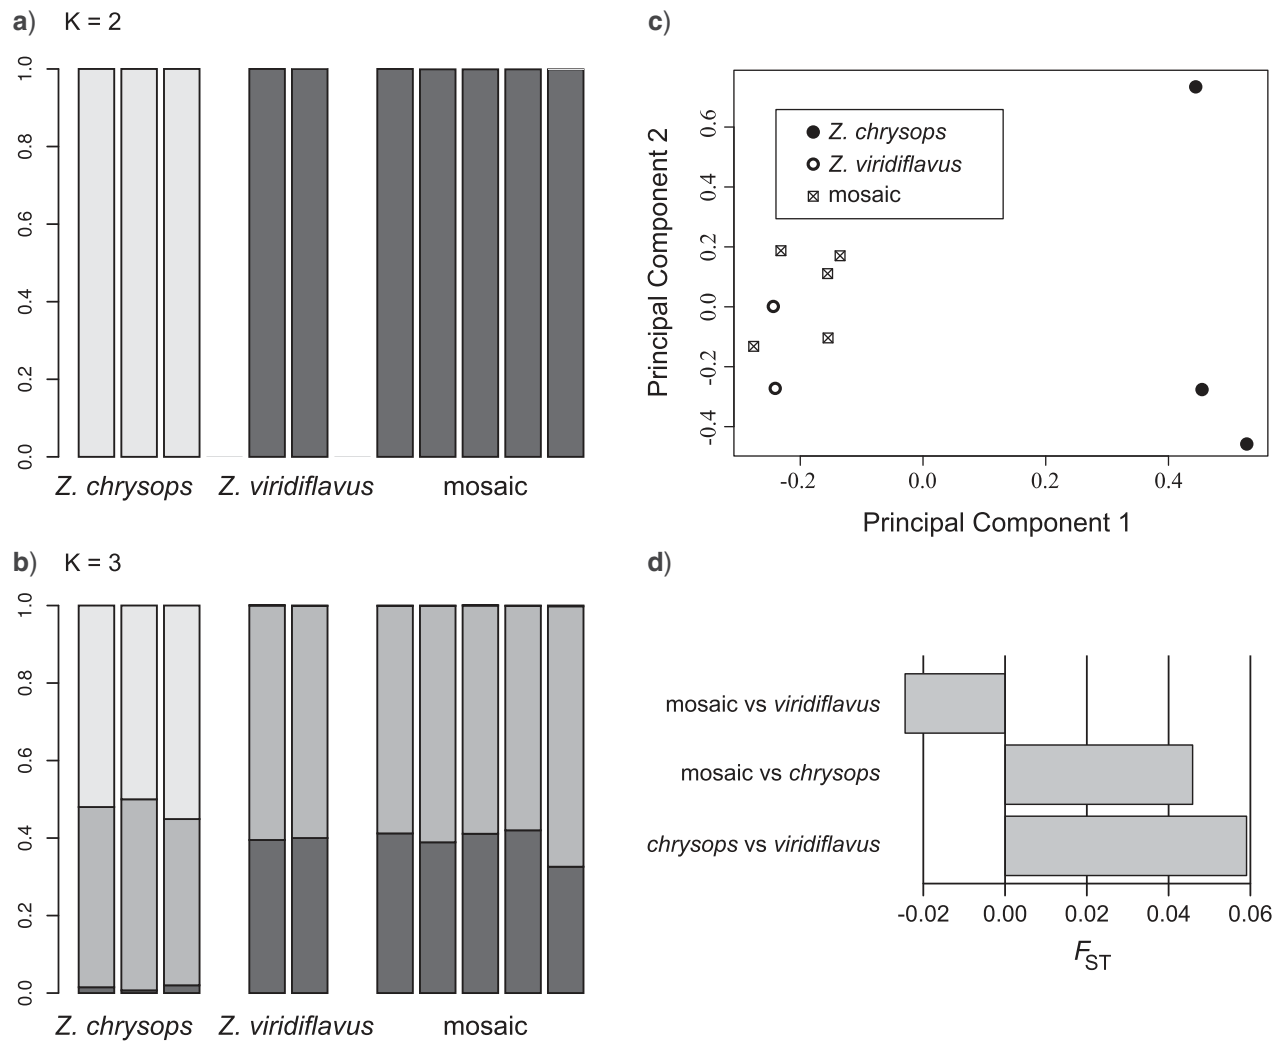 a) K = 2
1.0
0.8
0.6
0.4
0.2
0.0
Z. chrysops Z. viridiflavus mosaic
b) K = 3
1.0
0.8
0.6
0.4
0.2
0.0
Z. chrysops Z. viridiflavus mosaic
c)
Principal Component 2
0.6
0.4
0.2
0.0
-0.2
-0.4
Z. chrysops
Z. viridiflavus
mosaic
-0.2 0.0 0.2 0.4
Principal Component 1
d)
mosaic vs viridiflavus
mosaic vs chrysops
chrysops vs viridiflavus
-0.02 0.00 0.02 0.04 0.06
FST